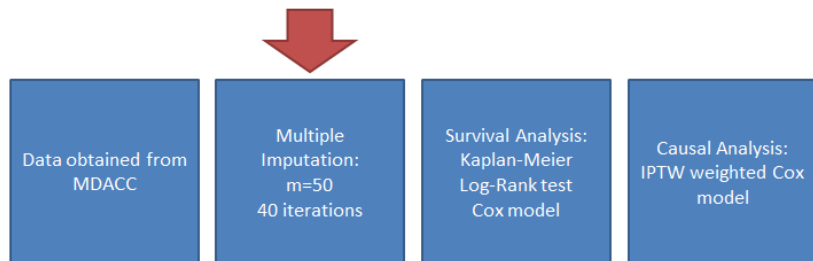 Data obtained from
MDACC
Multiple
Imputation:
m=50
40 iterations
Survival Analysis:
Kaplan-Meier
Log-Rank test
Cox model
Causal Analysis:
IPTW weighted Cox
model